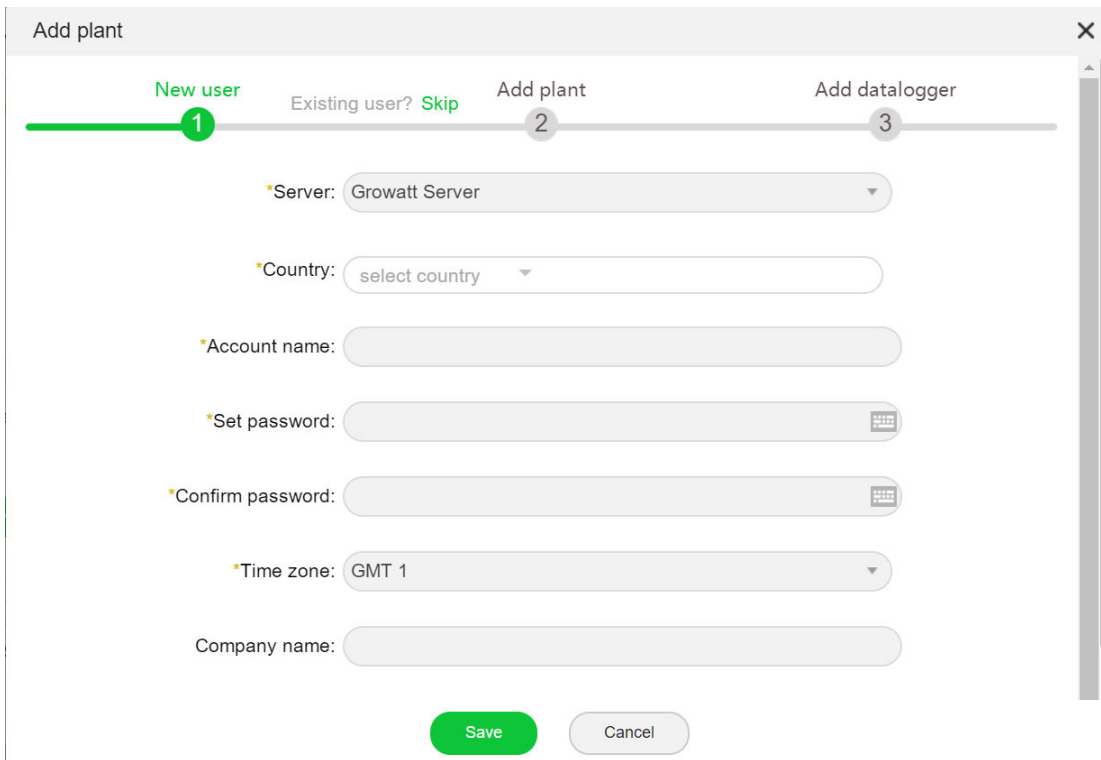 Add plant
New user
Existing user? Skip
Add plant
Add datalogger
1
2
3
*Server: Growatt Server
*Country: select country
*Account name:
*Set password:
*Confirm password:
*Time zone: GMT 1
Company name:
Save
Cancel